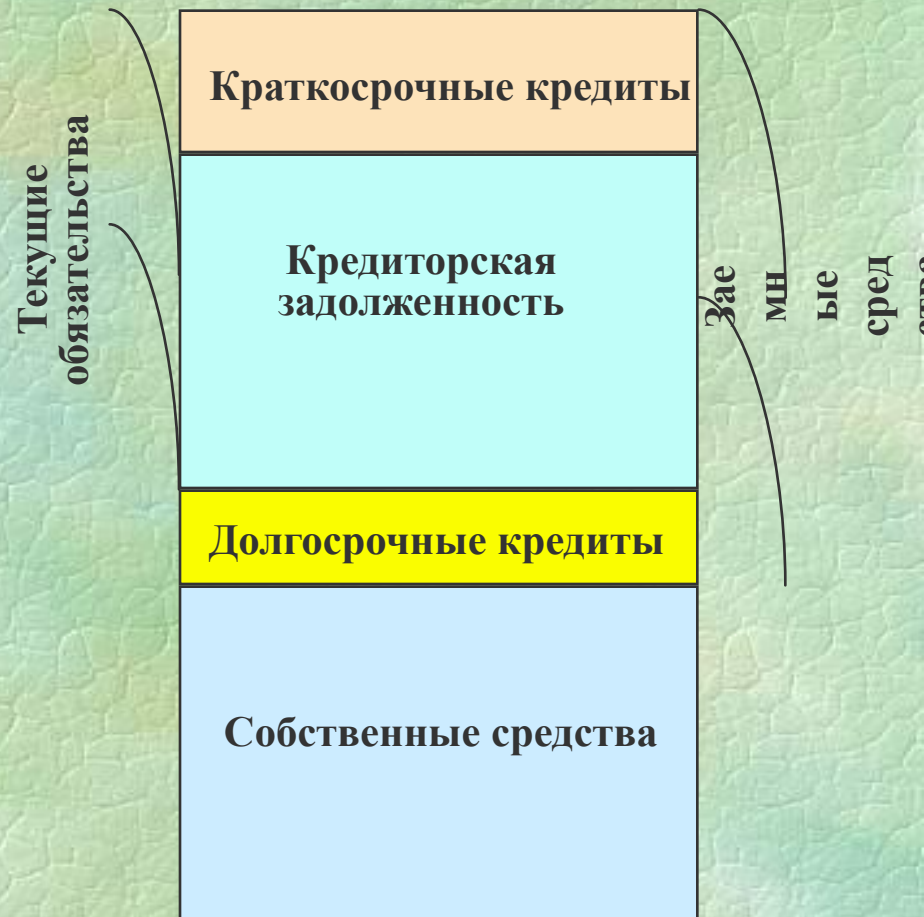 Краткосрочные кредиты
Текущие
обязательства
Кредиторская
задолженность
Зае
мн
ые
сред
Долгосрочные кредиты
Собственные средства